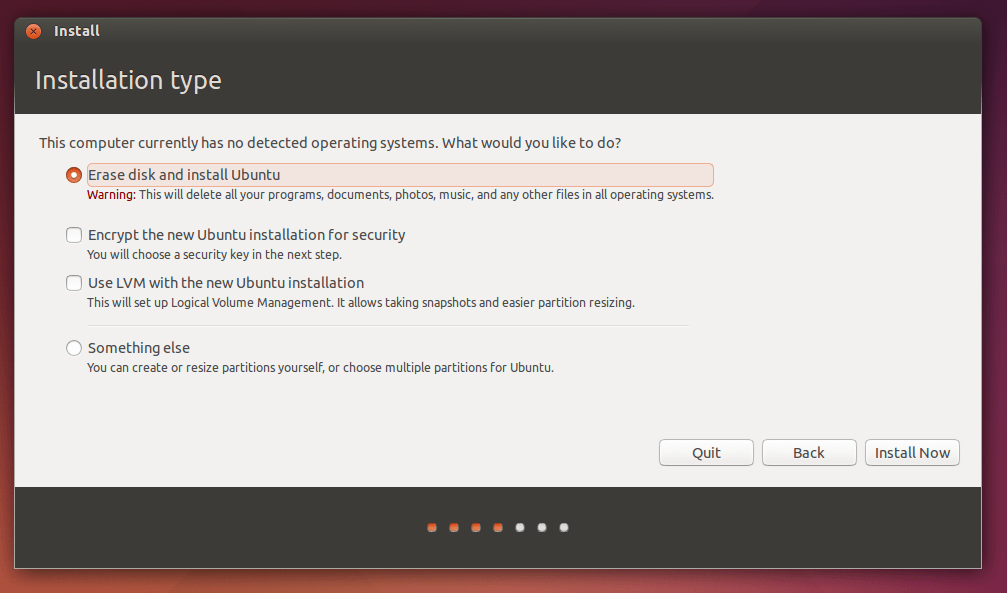 Install
Installation type
This computer currently has no detected operating systems. What would you like to do?
Erase disk and install Ubuntu
Warning: This will delete all your programs, documents, photos, music, and any other files in all operating systems.
Encrypt the new Ubuntu installation for security
You will choose a security key in the next step.
Use LVM with the new Ubuntu installation
This will set up Logical Volume Management. It allows taking snapshots and easier partition resizing.
Something else
You can create or resize partitions yourself, or choose multiple partitions for Ubuntu.
Quit Back Install Now